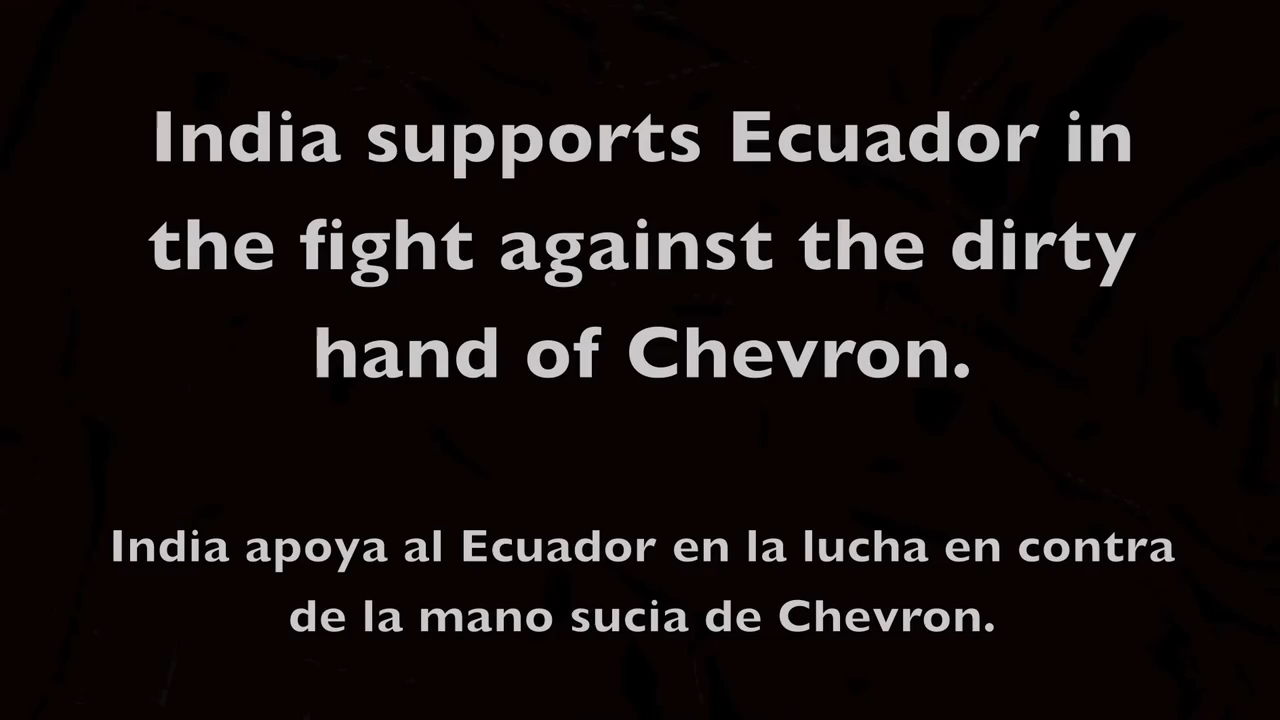 India supports Ecuador in
the fight against the dirty
hand of Chevron.
India apoya al Ecuador en la lucha en contra
de la mano sucia de Chevron.